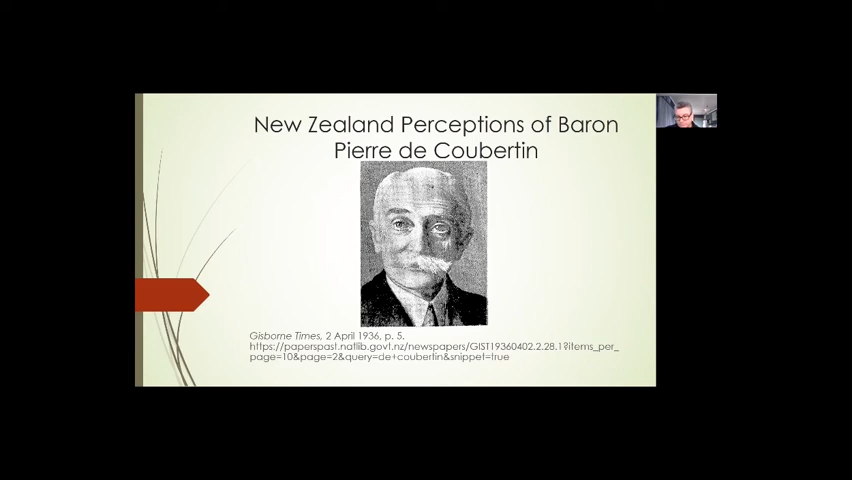 New Zealand Perceptions of Baron
Pierre de Coubertin
Gisborne Times, 2 April 1936, p. 5.
https://paperspast.natlib.govt.nz/newspapers/GIST19360402.2.28.1?items_per_
page=10&page=2&query=de+coubertin&snippet=true